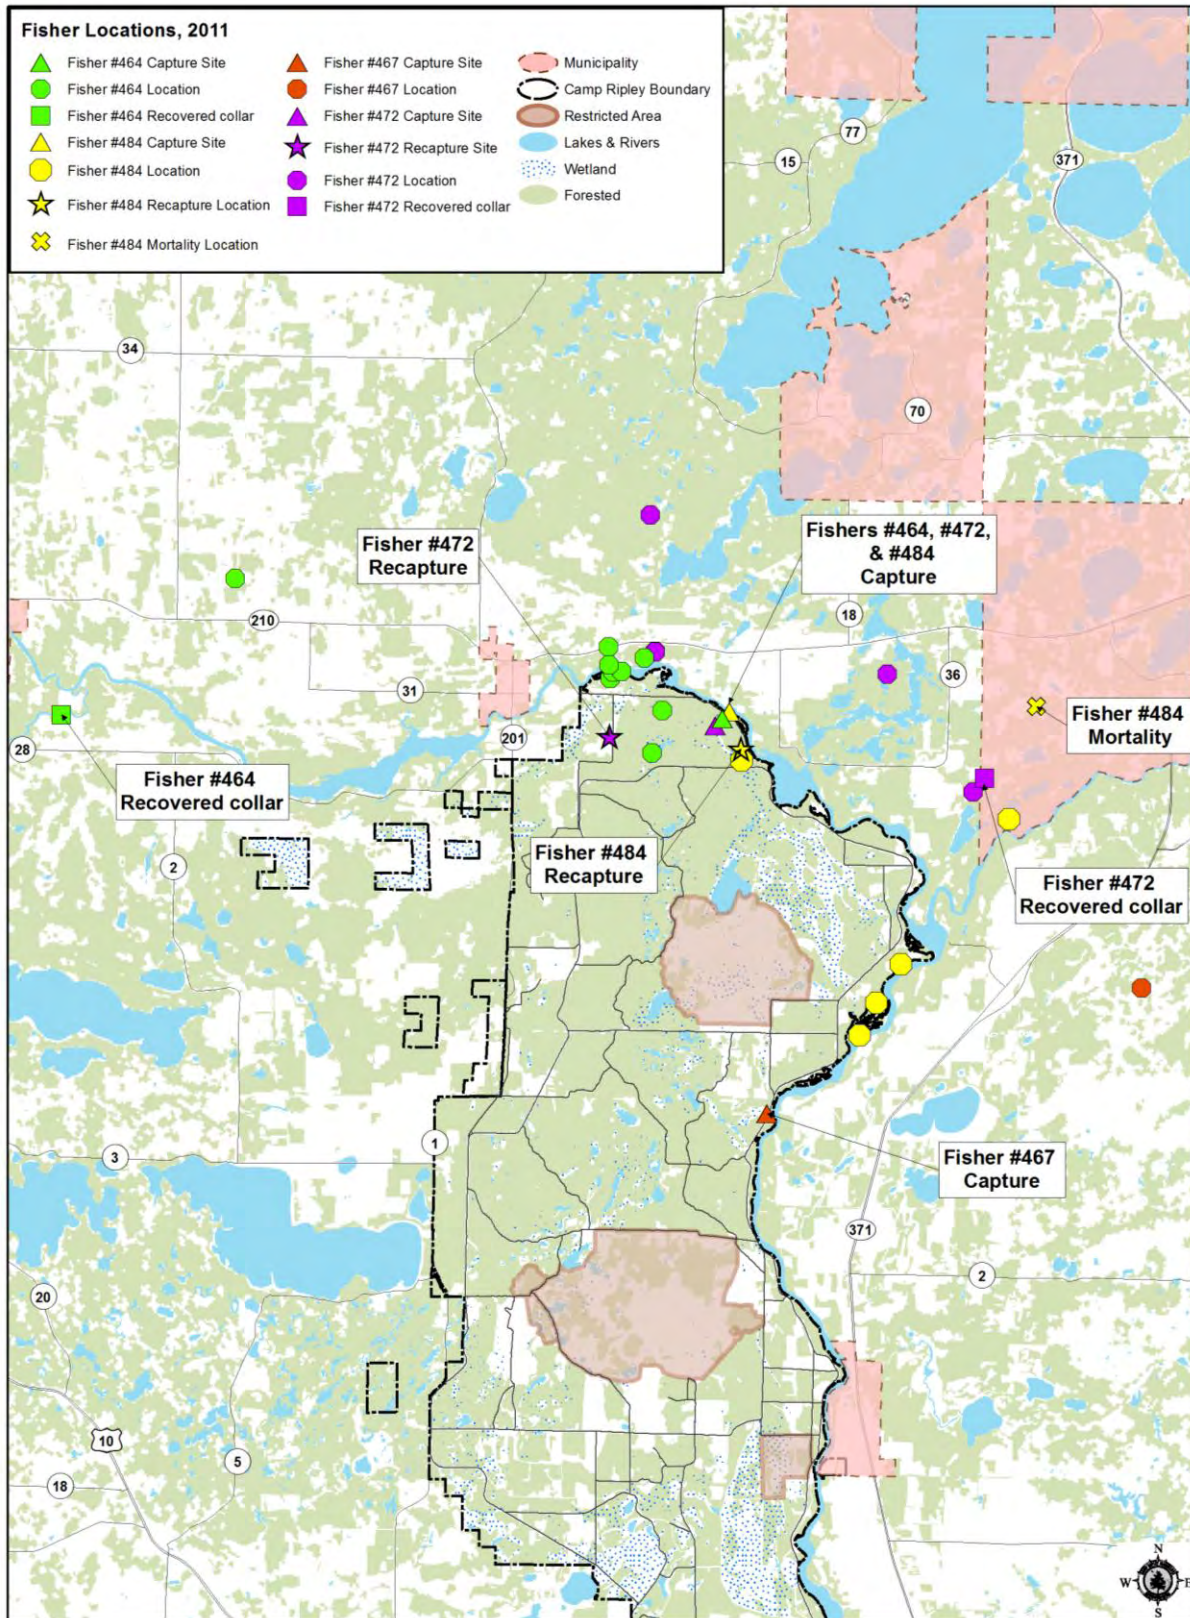 Fisher Locations, 2011
Fisher #464 Capture Site
Fisher #464 Location
Fisher #464 Recovered collar
Fisher #484 Capture Site
Fisher #484 Location
Fisher #484 Recapture Location
Fisher #484 Mortality Location
Fisher #467 Capture Site
Fisher #467 Location
Fisher #472 Capture Site
Fisher #472 Recapture Site
Fisher #472 Location
Fisher #472 Recovered collar
Municipality
Camp Ripley Boundary
Restricted Area
Lakes & Rivers
Wetland
Forested
77
15
371
34
70
Fisher #472
Recapture
Fishers #464, #472,
& #484
Capture
210
18
31
36
201
28
Fisher #464
Recovered collar
Fisher #484
Mortality
2
Fisher #484
Recapture
Fisher #472
Recovered collar
1
3
Fisher #467
Capture
371
2
20
10
5
18
N
W
E
S